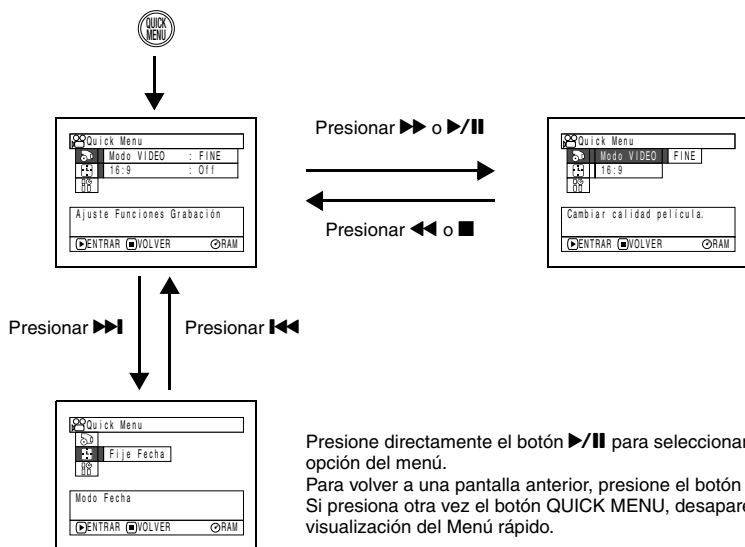 QUICK MENU
Quick Menu
Modo VIDEO : FINE
16:9 : Off
Ajuste Funciones Grabación
ENTRAR VOLVER RAM
Presionar ▶▶ o ▶/II
Presionar ◀◀ o ■
Quick Menu
Modo VIDEO FINE
16:9
Cambiar calidad película.
ENTRAR VOLVER RAM
Presionar ▶▶I
Presionar I◀◀
Quick Menu
Fije Fecha
Modo Fecha
ENTRAR VOLVER RAM
Presione directamente el botón ▶/II para seleccionar
opción del menú.
Para volver a una pantalla anterior, presione el botón
Si presiona otra vez el botón QUICK MENU,
visualización del Menú rápido.